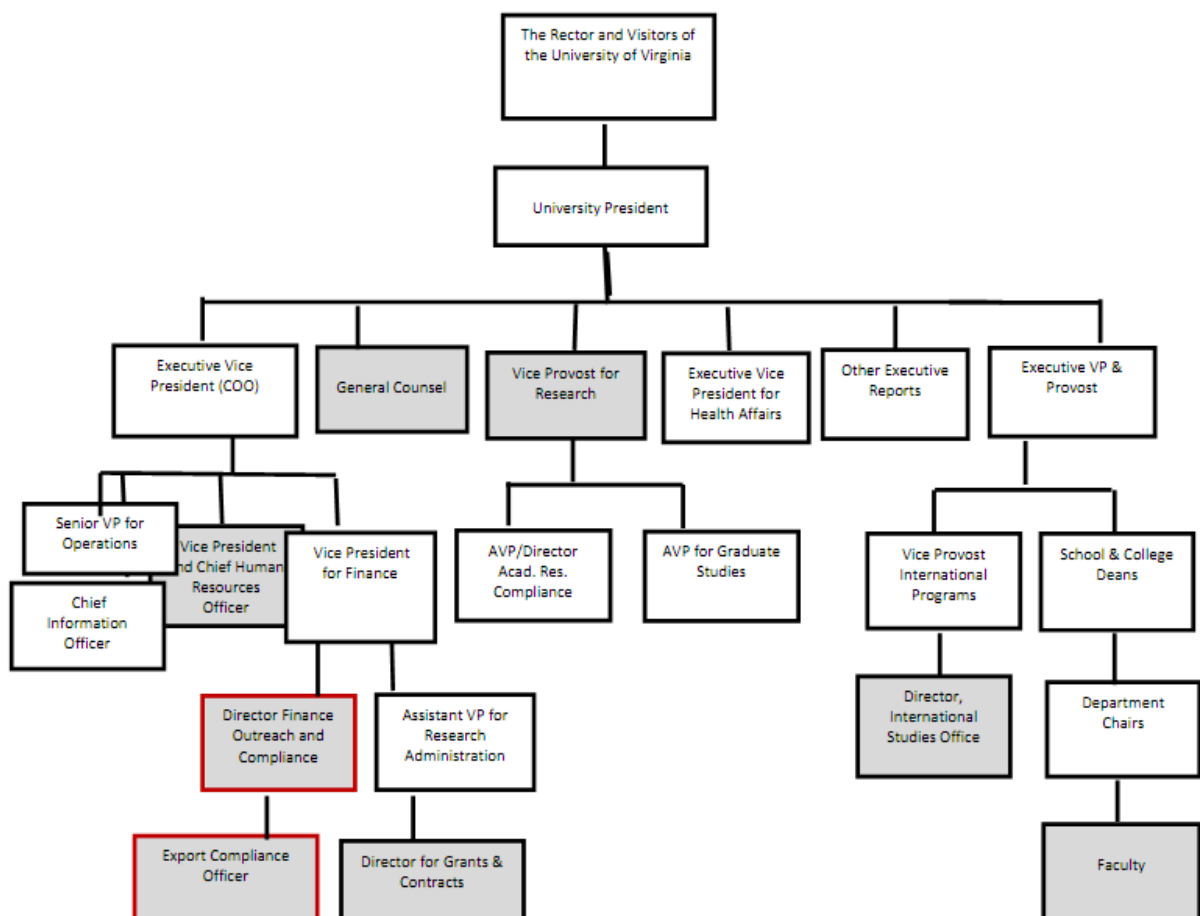 The Rector and Visitors of
the University of Virginia
University President
Executive Vice
President (COO)
General Counsel
Vice Provost for
Research
Executive Vice
President for
Health Affairs
Other Executive
Reports
Executive VP &
Provost
Senior VP for
Operations
Vice President
nd Chief Human
Resources
Officer
Vice President
for Finance
AVP/Director
Acad. Res.
Compliance
AVP for Graduate
Studies
Vice Provost
International
Programs
School & College
Deans
Chief
Information
Officer
Director Finance
Outreach and
Compliance
Assistant VP for
Research
Administration
Director,
International
Studies Office
Department
Chairs
Export Compliance
Officer
Director for Grants &
Contracts
Faculty